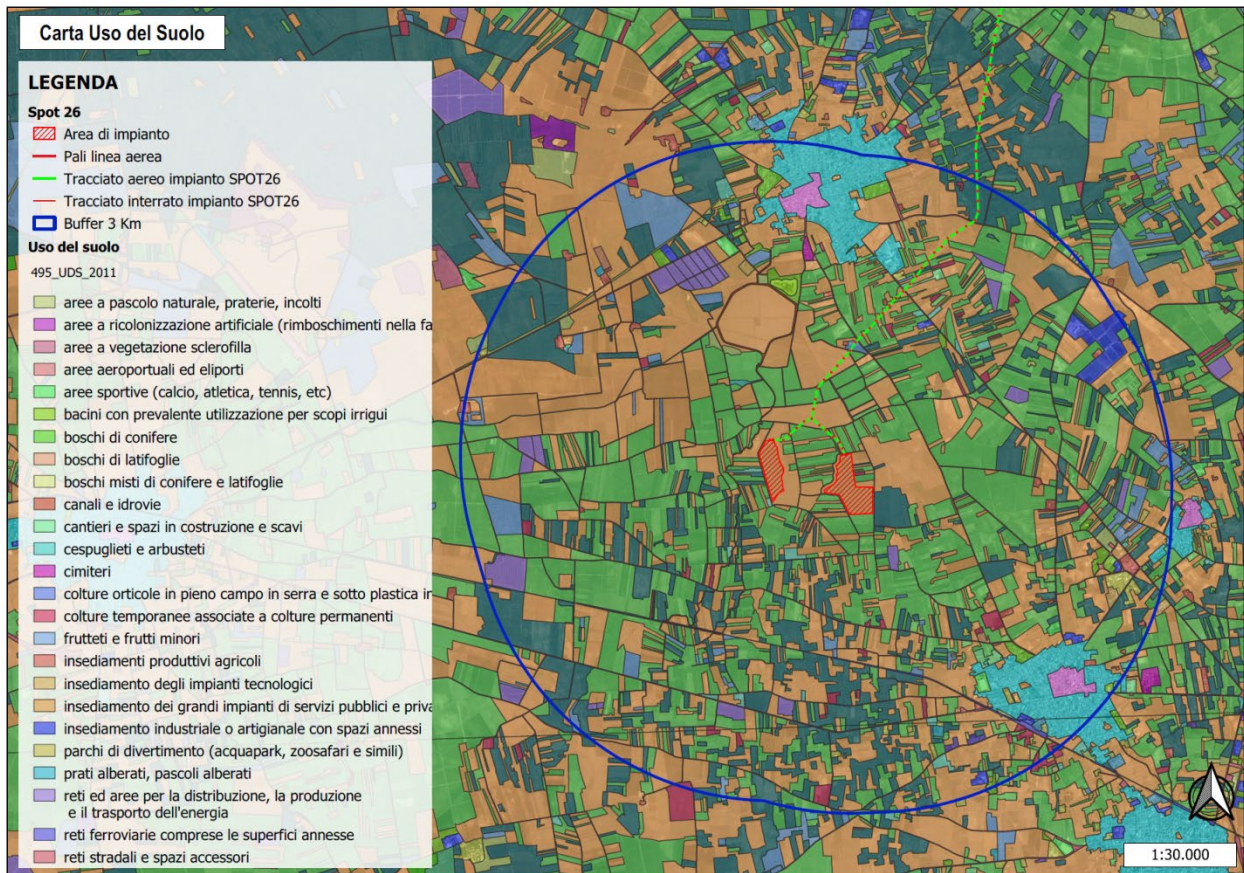 Carta Uso del Suolo
LEGENDA
Spot 26
Area di impianto
Pali linea aerea
Tracciato aereo impianto SPOT26
Tracciato interrato impianto SPOT26
Buffer 3 Km
Uso del suolo
495_UDS_2011
aree a pascolo naturale, praterie, incolti
aree a ricolonizzazione artificiale (rimboschimenti nella fa
aree a vegetazione sclerofilla
aree aeroportuali ed eliporti
aree sportive (calcio, atletica, tennis, etc)
bacini con prevalente utilizzazione per scopi irrigui
boschi di conifere
boschi di latifoglie
boschi misti di conifere e latifoglie
canali e idrovie
cantieri e spazi in costruzione e scavi
cespuglieti e arbusteti
cimiteri
colture orticole in pieno campo in serra e sotto plastica in
colture temporanee associate a colture permanenti
frutteti e frutti minori
insediamenti produttivi agricoli
insediamento degli impianti tecnologici
insediamento dei grandi impianti di servizi pubblici e priva
insediamento industriale o artigianale con spazi annessi
parchi di divertimento (acquapark, zoosafari e simili)
prati alberati, pascoli alberati
reti ed aree per la distribuzione, la produzione
e il trasporto dell'energia
reti ferroviarie comprese le superfici annesse
reti stradali e spazi accessori
1:30.000